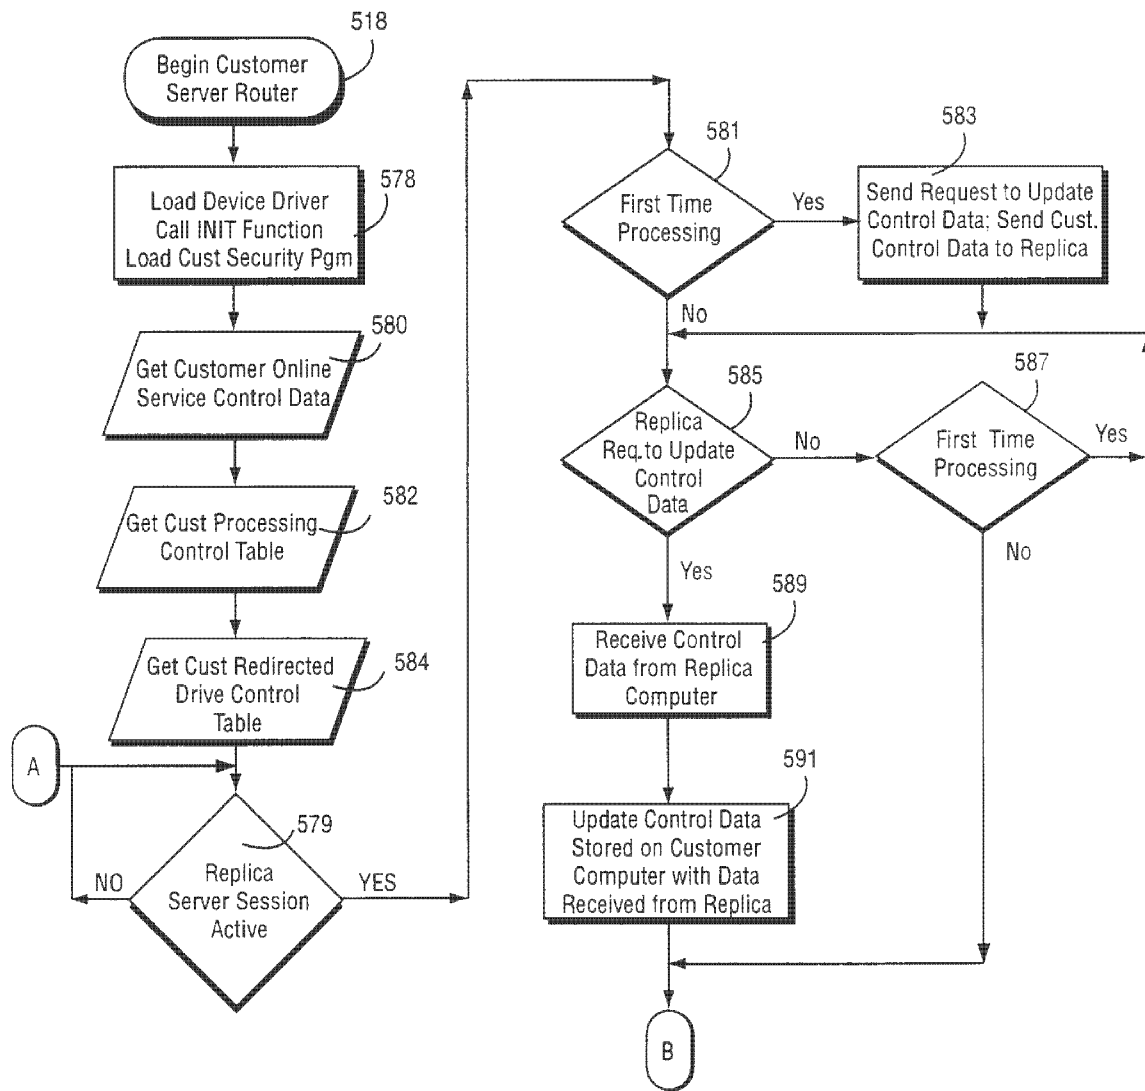 518
Begin Customer
Server Router
578
Load Device Driver
Call INIT Function
Load Cust Security Pgm
580
Get Customer Online
Service Control Data
582
Get Cust Processing
Control Table
584
Get Cust Redirected
Drive Control
Table
A
579
Replica
Server Session
Active
NO
YES
581
First Time
Processing
Yes
No
583
Send Request to Update
Control Data; Send Cust.
Control Data to Replica
585
Replica
Req. to Update
Control
Data
No
Yes
587
First Time
Processing
Yes
No
589
Receive Control
Data from Replica
Computer
591
Update Control Data
Stored on Customer
Computer with Data
Received from Replica
B